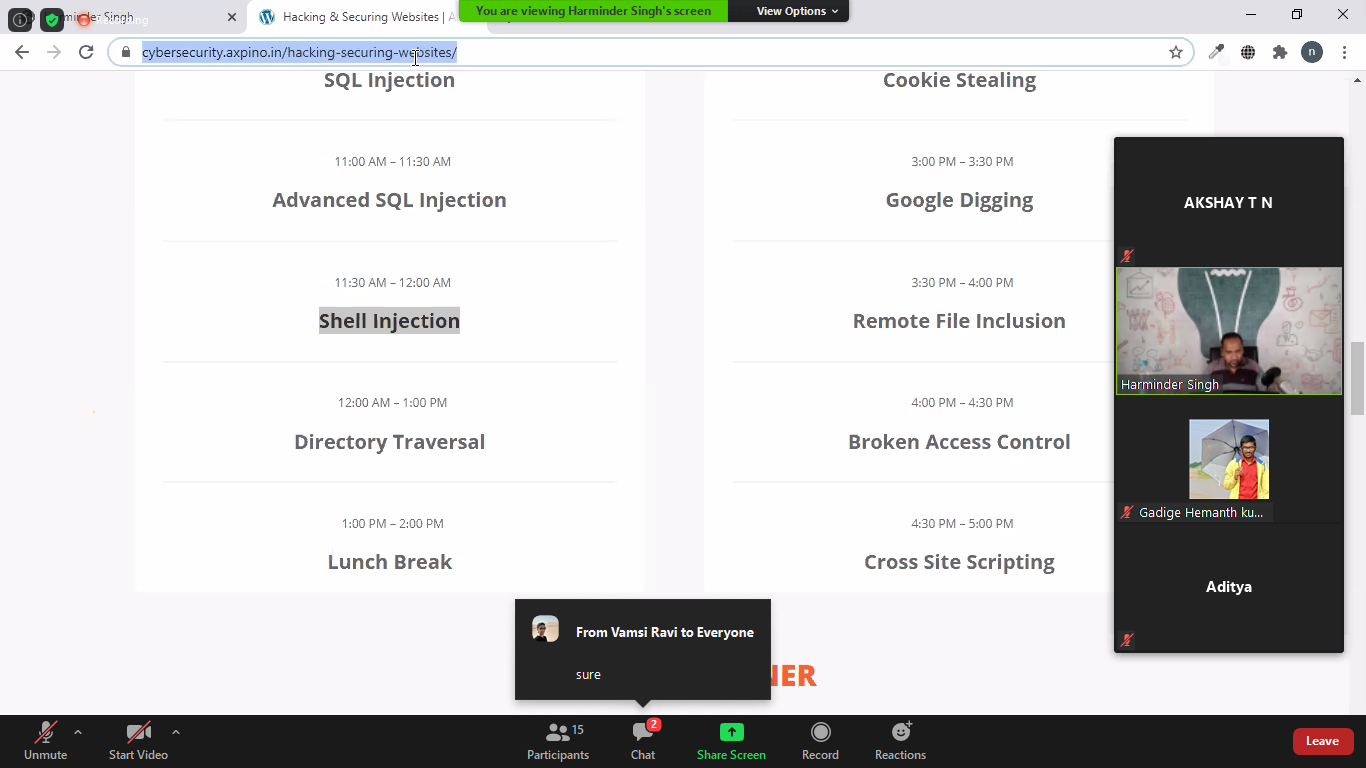 Harminder Singh
Hacking & Securing Websites | A
You are viewing Harminder Singh's screen
View Options
cybersecurity.axpino.in/hacking-securing-websites/
n
SQL Injection
11:00 AM – 11:30 AM
Advanced SQL Injection
11:30 AM – 12:00 AM
Shell Injection
12:00 AM – 1:00 PM
Directory Traversal
1:00 PM – 2:00 PM
Lunch Break
Cookie Stealing
3:00 PM – 3:30 PM
Google Digging
3:30 PM – 4:00 PM
Remote File Inclusion
4:00 PM – 4:30 PM
Broken Access Control
4:30 PM – 5:00 PM
Cross Site Scripting
AKSHAY T N
Harminder Singh
Gadige Hemanth ku...
Aditya
From Vamsi Ravi to Everyone
sure
NER
Unmute
Start Video
15
Participants
2
Chat
Share Screen
Record
Reactions
Leave